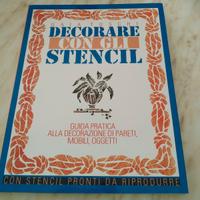 DECORARE
CON GLI
STENCIL
GUIDA PRATICA
ALLA DECORAZIONE DI PARETI,
MOBILI, OGGETTI
CON STENCIL PRONTI DA RIPRODURRE